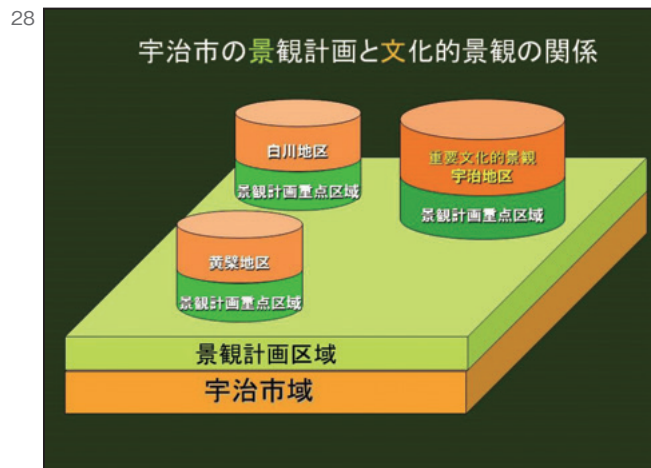 28
宇治市の景観計画と文化的景観の関係
白川地区
景観計画重点区域
重要文化的景観
宇治地区
景観計画重点区域
黄檗地区
景観計画重点区域
景観計画区域
宇治市域